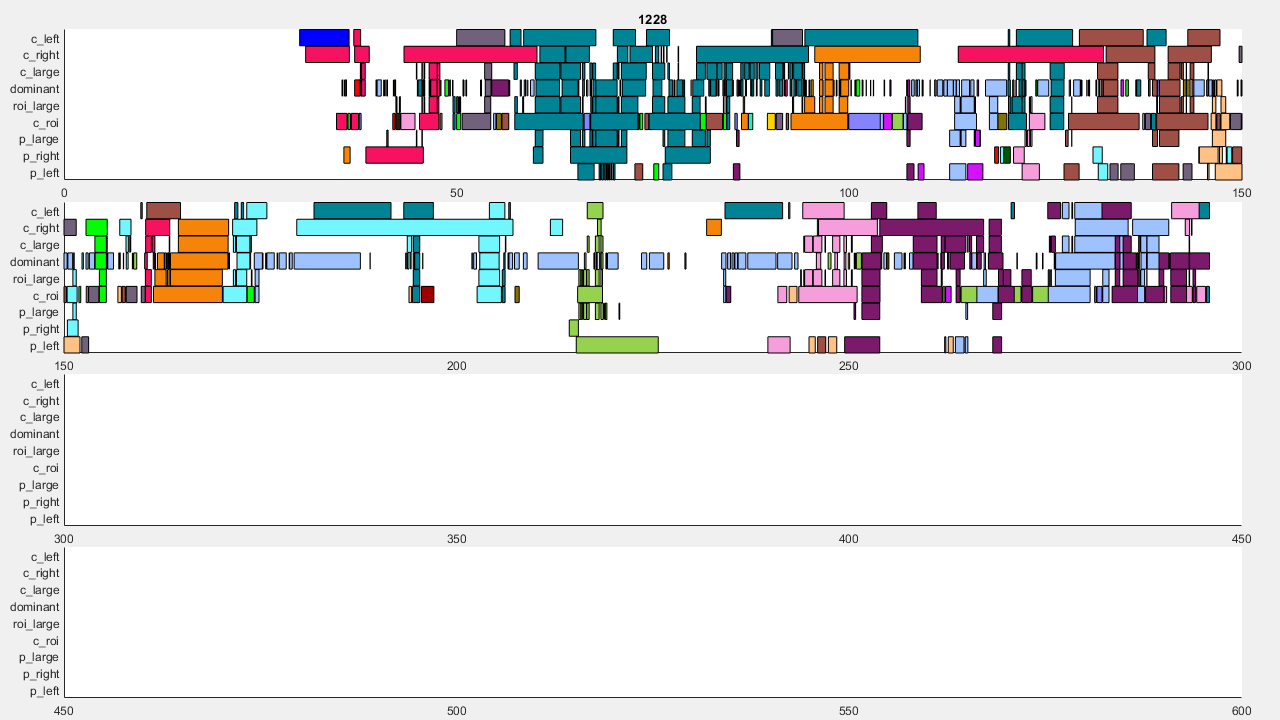 1228
c_left
c_right
c_large
dominant
roi_large
c_roi
p_large
p_right
p_left
0 50 100 150
c_left
c_right
c_large
dominant
roi_large
c_roi
p_large
p_right
p_left
150 200 250 300
c_left
c_right
c_large
dominant
roi_large
c_roi
p_large
p_right
p_left
300 350 400 450
c_left
c_right
c_large
dominant
roi_large
c_roi
p_large
p_right
p_left
450 500 550 600